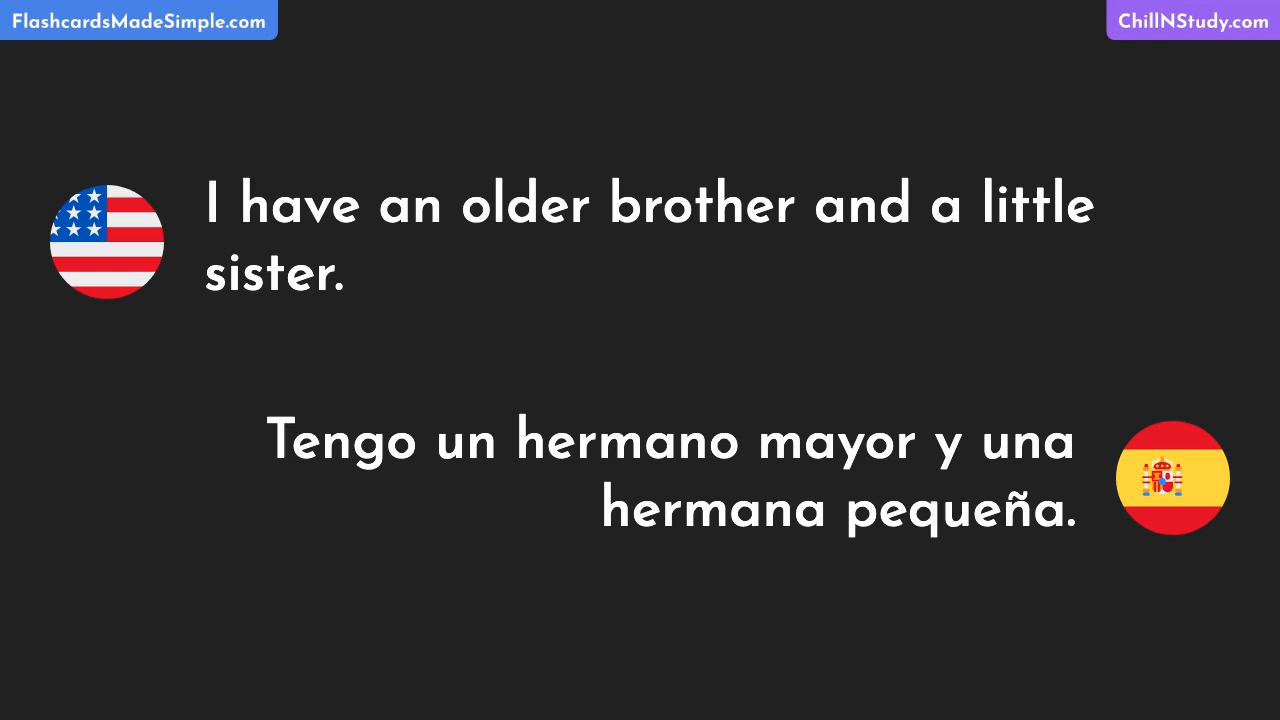 FlashcardsMadeSimple.com
ChillNStudy.com
I have an older brother and a little
sister.
Tengo un hermano mayor y una
hermana pequeña.